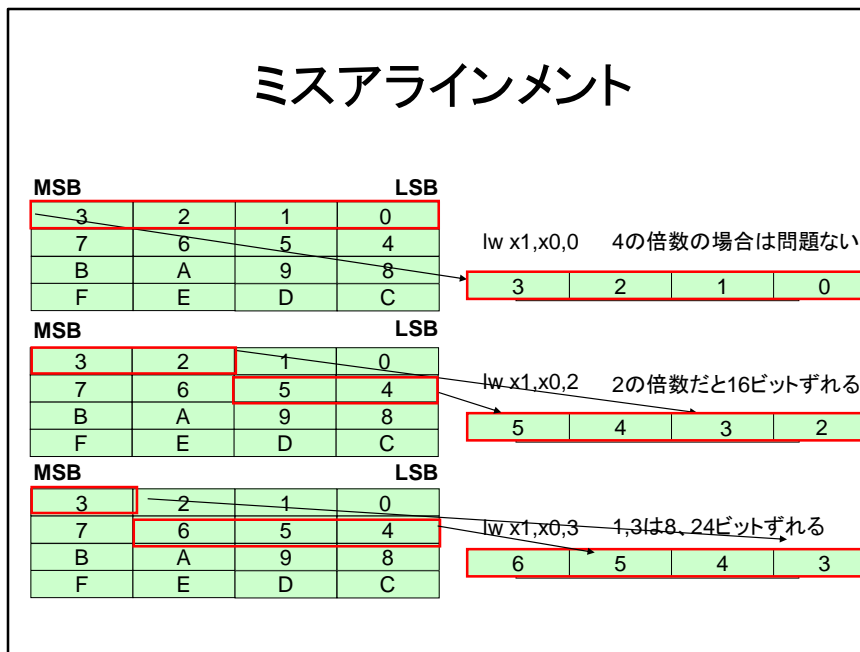 ミスアラインメント
MSB LSB
3 2 1 0
7 6 5 4
B A 9 8
F E D C
lw x1,x0,0 4の倍数の場合は問題ない
3 2 1 0
MSB LSB
3 2 1 0
7 6 5 4
B A 9 8
F E D C
lw x1,x0,2 2の倍数だと16ビットずれる
5 4 3 2
MSB LSB
3 2 1 0
7 6 5 4
B A 9 8
F E D C
lw x1,x0,3 1,3は8、24ビットずれる
6 5 4 3